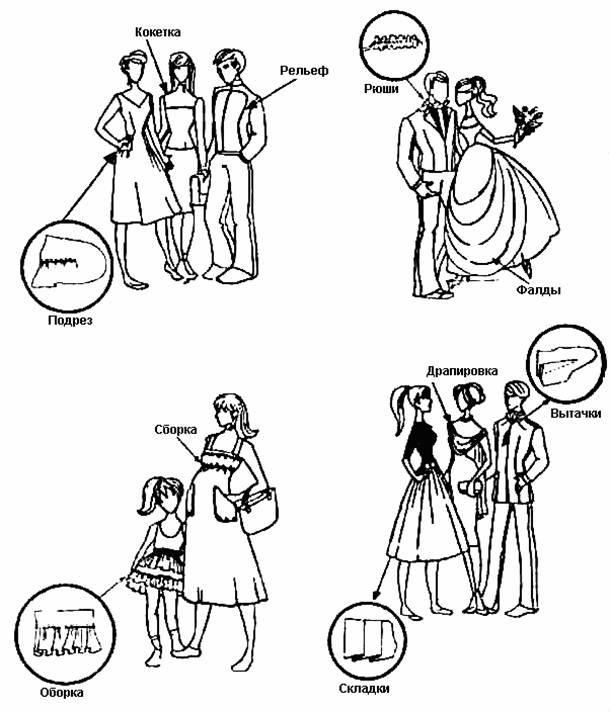 Кокетка
Рельеф
Подрез
Рюши
Фалды
Сборка
Оборка
Драпировка
Вытачки
Складки